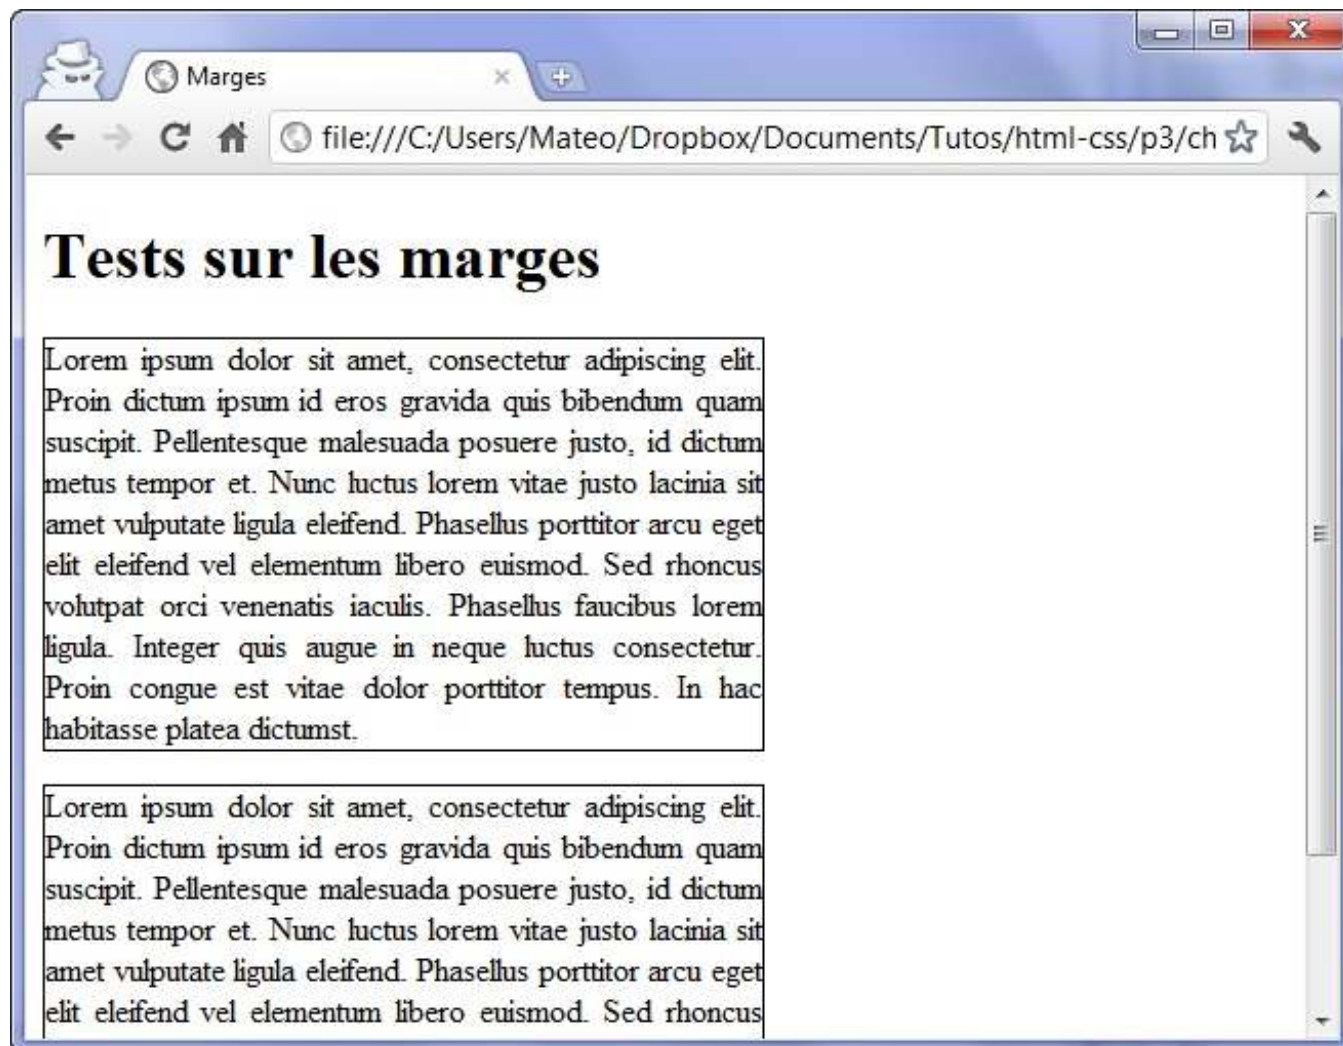 Marges
file:///C:/Users/Mateo/Dropbox/Documents/Tutos/html-css/p3/ch
Tests sur les marges
Lorem ipsum dolor sit amet, consectetur adipiscing elit.
Proin dictum ipsum id eros gravida quis bibendum quam
suscipit. Pellentesque malesuada posuere justo, id dictum
metus tempor et. Nunc luctus lorem vitae justo lacinia sit
amet vulputate ligula eleifend. Phasellus porttitor arcu eget
elit eleifend vel elementum libero euismod. Sed rhoncus
volutpat orci venenatis iaculis. Phasellus faucibus lorem
ligula. Integer quis augue in neque luctus consectetur.
Proin congue est vitae dolor porttitor tempus. In hac
habitasse platea dictumst.
Lorem ipsum dolor sit amet, consectetur adipiscing elit.
Proin dictum ipsum id eros gravida quis bibendum quam
suscipit. Pellentesque malesuada posuere justo, id dictum
metus tempor et. Nunc luctus lorem vitae justo lacinia sit
amet vulputate ligula eleifend. Phasellus porttitor arcu eget
elit eleifend vel elementum libero euismod. Sed rhoncus